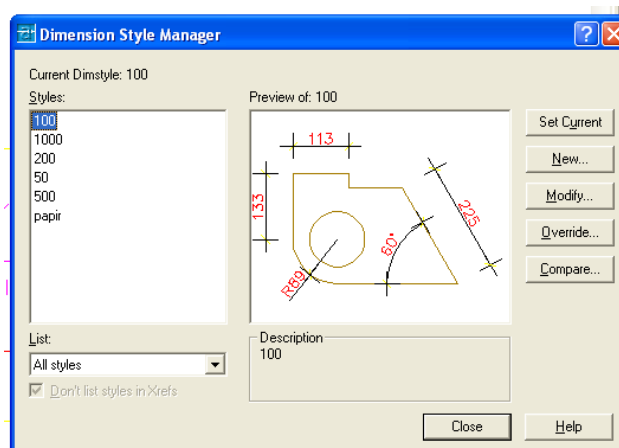 Dimension Style Manager
Current Dimstyle: 100
Styles:
100
1000
200
50
500
papir
Preview of: 100
113
133
225
60°
R89
Set Current
New...
Modify...
Override...
Compare...
List:
All styles
Don't list styles in Xrefs
Description
100
Close
Help